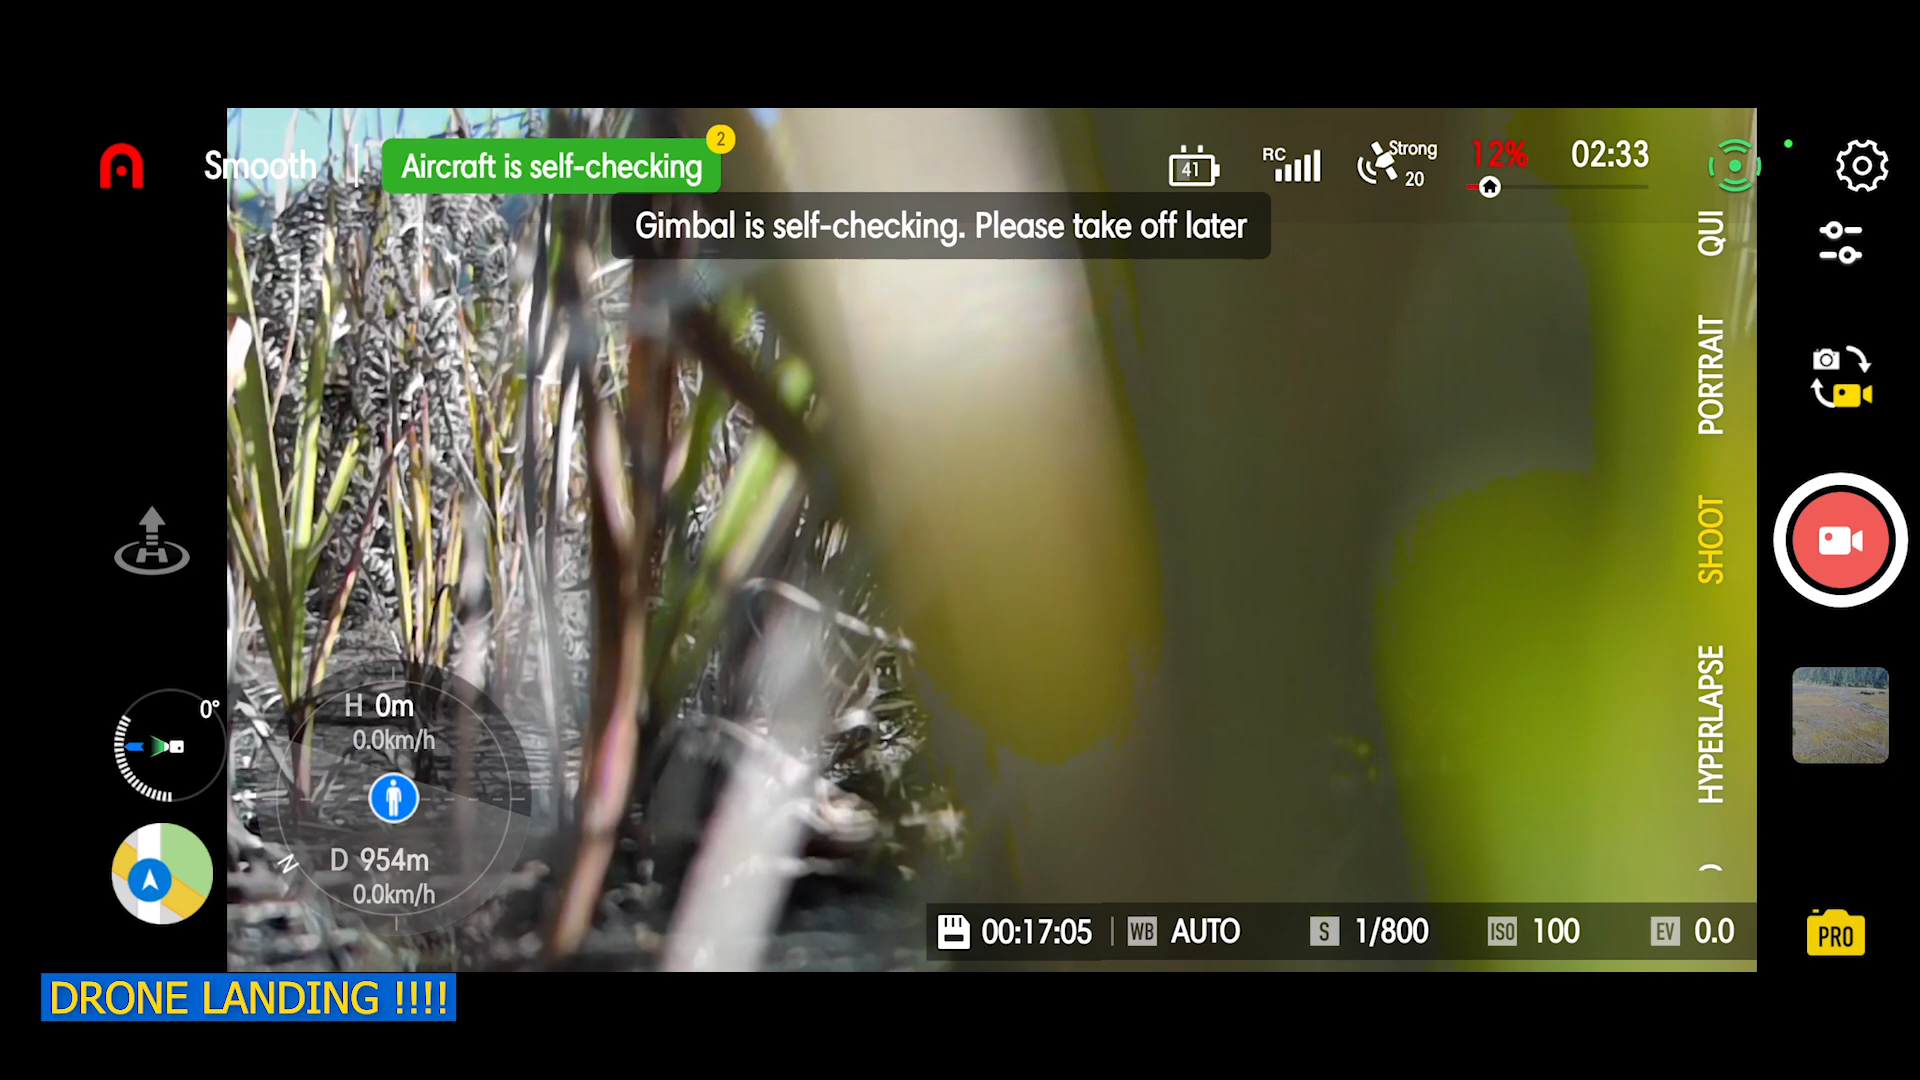 Smooth
Aircraft is self-checking
2
41
RC
Strong
20
12%
02:33
Gimbal is self-checking. Please take off later
QUI
PORTRAIT
SHOOT
HYPERLAPSE
H
0°
H 0m
0.0km/h
N
D 954m
0.0km/h
00:17:05
WB AUTO
S 1/800
ISO 100
EV 0.0
PRO
DRONE LANDING !!!!